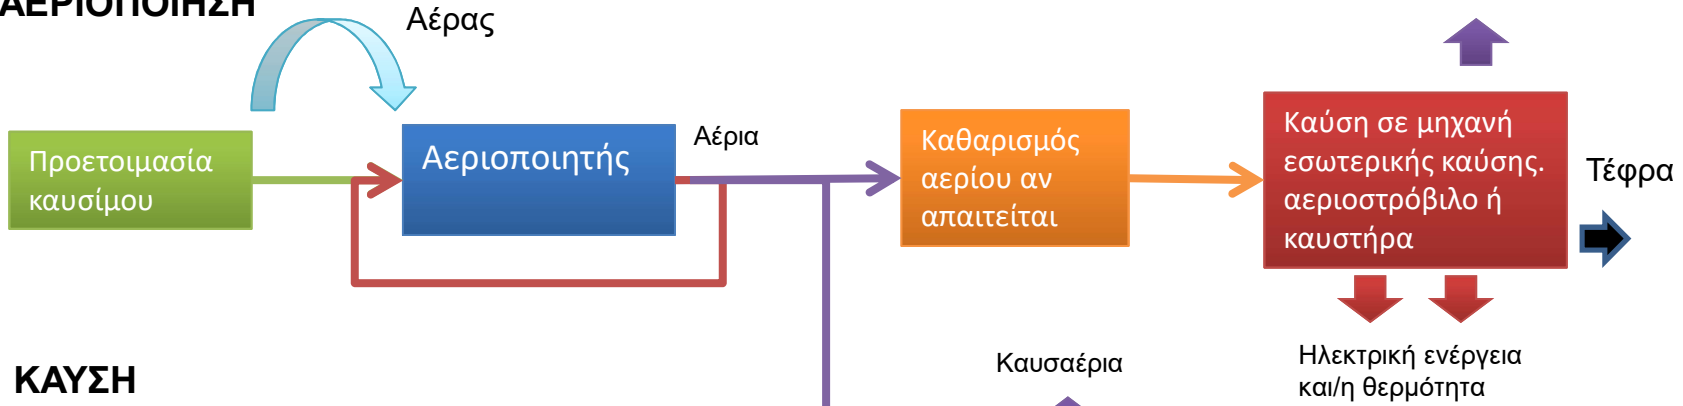 ΑΕΡΙΟΠΟΙΗΣΗ
Αέρας
Προετοιμασία
καυσίμου
Αεριοποιητής
Αέρια
Καθαρισμός
αερίου αν
απαιτείται
Καύση σε μηχανή
εσωτερικής καύσης.
αεριοστρόβιλο ή
καυστήρα
Τέφρα
Ηλεκτρική ενέργεια
και/η θερμότητα
Καυσαέρια
ΚΑΥΣΗ